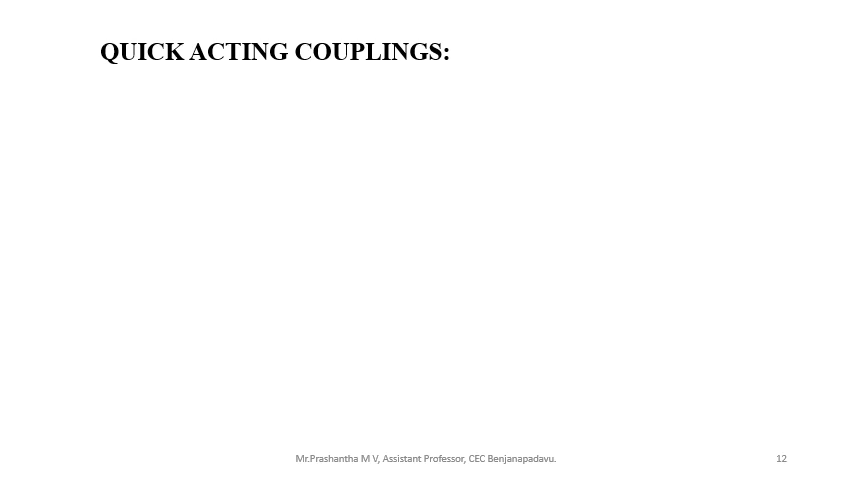 QUICK ACTING COUPLINGS:
Mr.Prashantha M V, Assistant Professor, CEC Benjanapadavu.
12